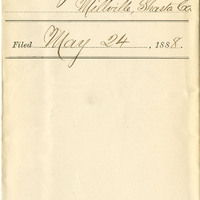 Millville, Shasta Co.
Filed May 24, 1888.